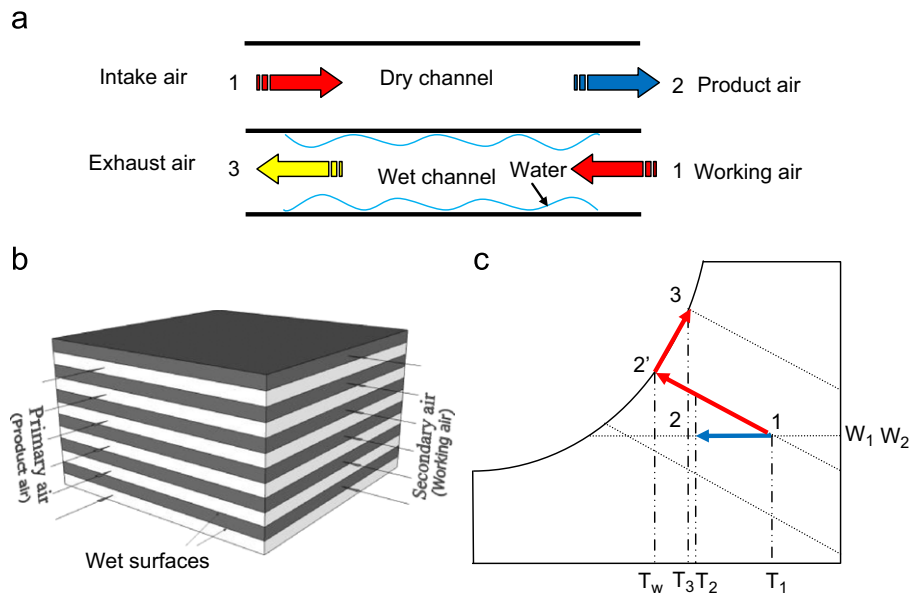 a
Intake air 1 Dry channel 2 Product air
Exhaust air 3 Wet channel Water 1 Working air
b
Primary air
(Product air)
Secondary air
(Working air)
Wet surfaces
c
3
2'
2 1 W1 W2
Tw T3 T2 T1